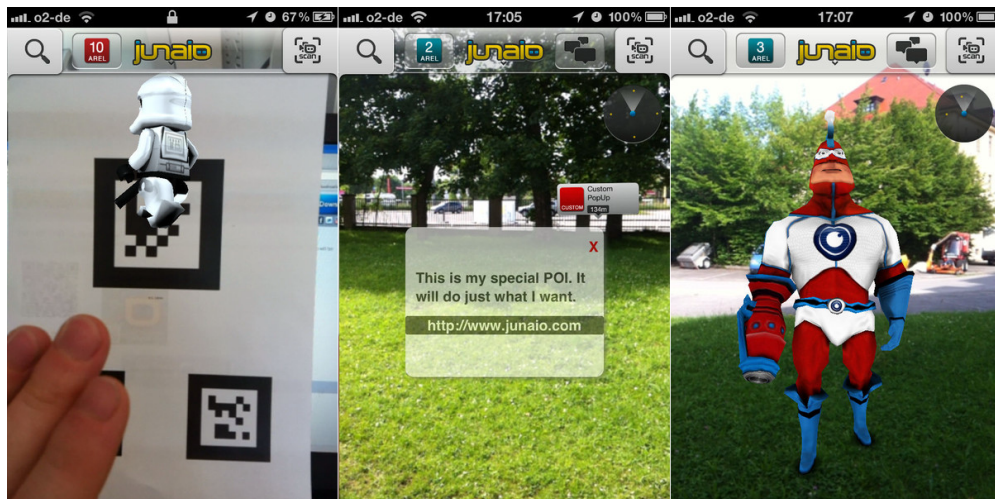 o2-de
67%
10
AREL
junaio
scan
o2-de
17:05
100%
2
AREL
junaio
scan
Custom
PopUp
CUSTOM
134m
X
This is my special POI. It
will do just what I want.
http://www.junaio.com
o2-de
17:07
100%
3
AREL
junaio
scan